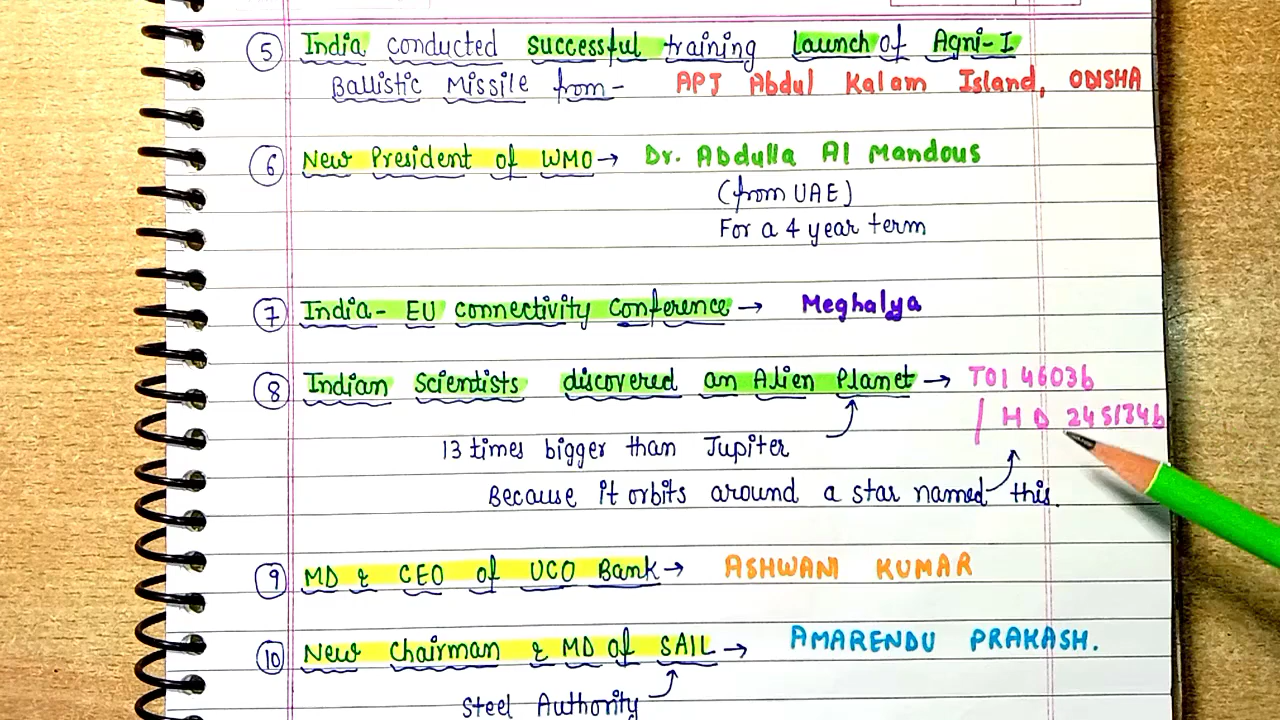 5 India conducted successful training launch of Agni-I
Ballistic Missile from- APJ Abdul Kalam Island, ODISHA
6 New President of WMO → Dr. Abdulla Al Mandous
(from UAE)
For a 4 year term
7 India- EU connectivity Conference → Meghalya
8 Indian Scientists discovered an Alien Planet → TOI 4603b
/ HD 245134b
13 times bigger than Jupiter
Because it orbits around a star named this.
9 MD & CEO of UCO Bank → ASHWANI KUMAR
10 New Chairman & MD of SAIL → AMARENDU PRAKASH.
Steel Authority